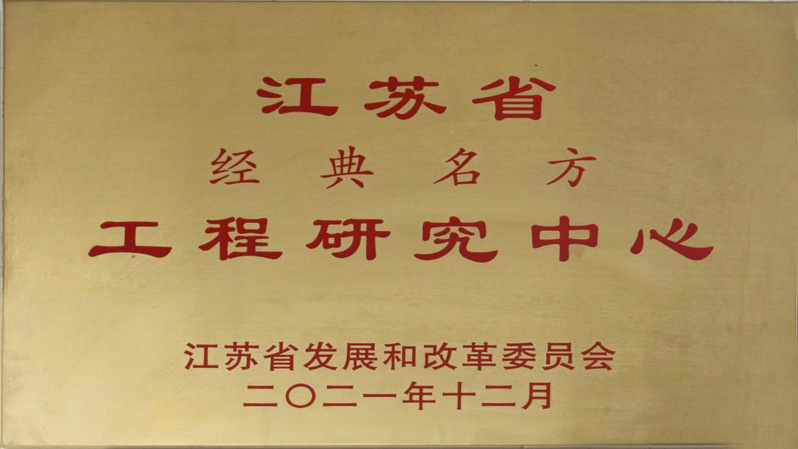 江苏省
经典名方
工程研究中心
江苏省发展和改革委员会
二〇二一年十二月